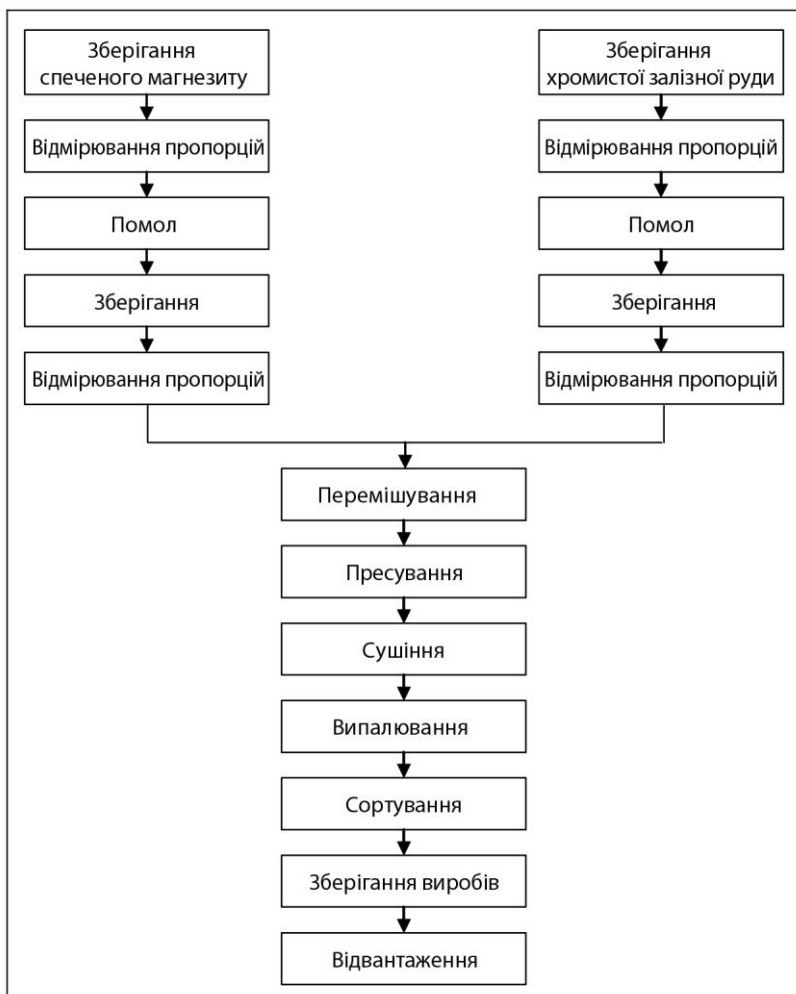 Зберігання
спеченого магнезиту
Відмірювання пропорцій
Помол
Зберігання
Відмірювання пропорцій
Зберігання
хромистої залізної руди
Відмірювання пропорцій
Помол
Зберігання
Відмірювання пропорцій
Перемішування
Пресування
Сушіння
Випалювання
Сортування
Зберігання виробів
Відвантаження